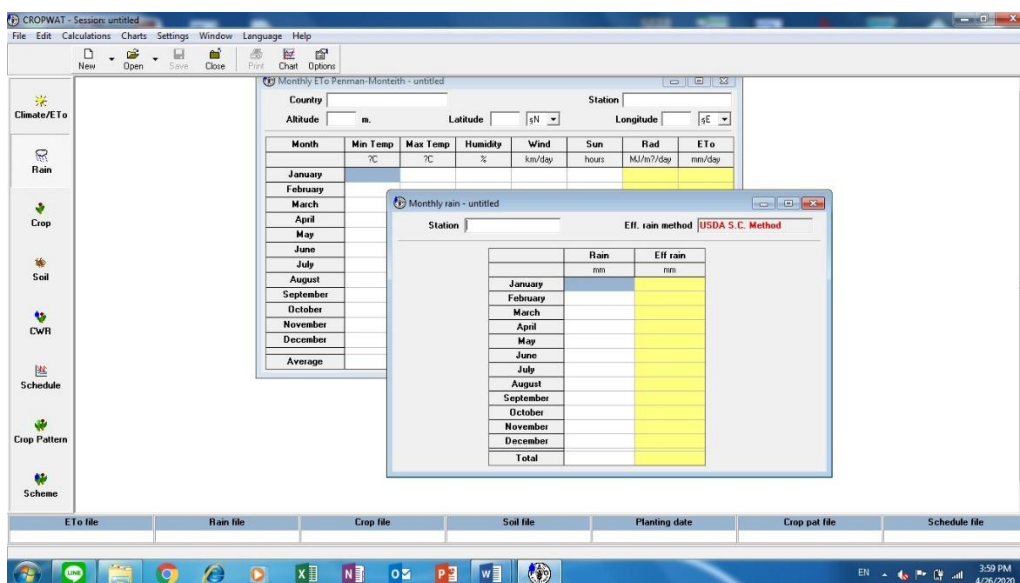 CROPWAT - Session: untitled
File Edit Calculations Charts Settings Window Language Help
New Open Save Close Print Chart Options
Climate/ETo
Rain
Crop
Soil
CWR
Schedule
Crop Pattern
Scheme
Monthly ETo Penman-Monteith - untitled
Country Station
Altitude m. Latitude şN Longitude şE
Month Min Temp Max Temp Humidity Wind Sun Rad ETo
?C ?C % km/day hours MJ/m?/day mm/day
January
February
March
April
May
June
July
August
September
October
November
December
Average
Monthly rain - untitled
Station Eff. rain method USDA S.C. Method
Rain Eff rain
mm mm
January
February
March
April
May
June
July
August
September
October
November
December
Total
ETo file Rain file Crop file Soil file Planting date Crop pat file Schedule file
LINE
EN 3:59 PM
4/26/2020